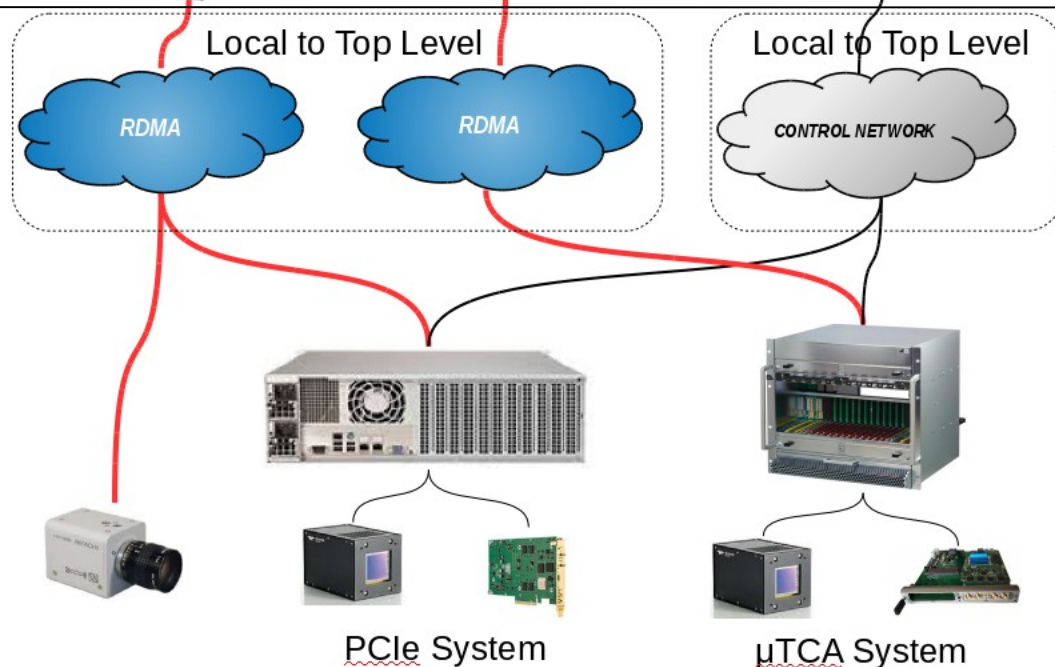 Local to Top Level
Local to Top Level
RDMA
RDMA
CONTROL NETWORK
PCIe System
µTCA System